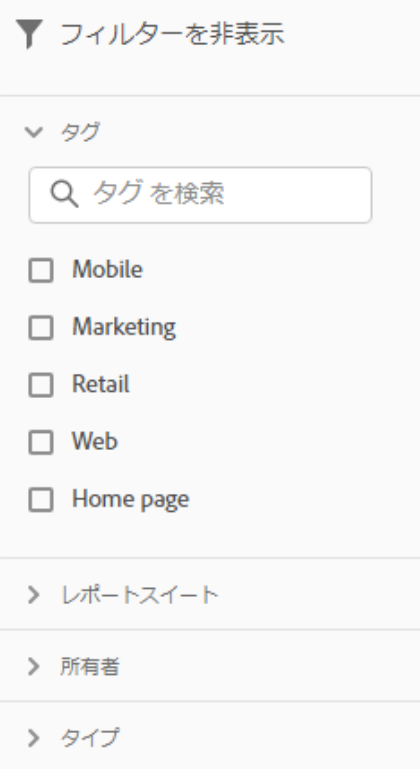 フィルターを非表示
タグ
タグ を検索
Mobile
Marketing
Retail
Web
Home page
レポートスイート
所有者
タイプ